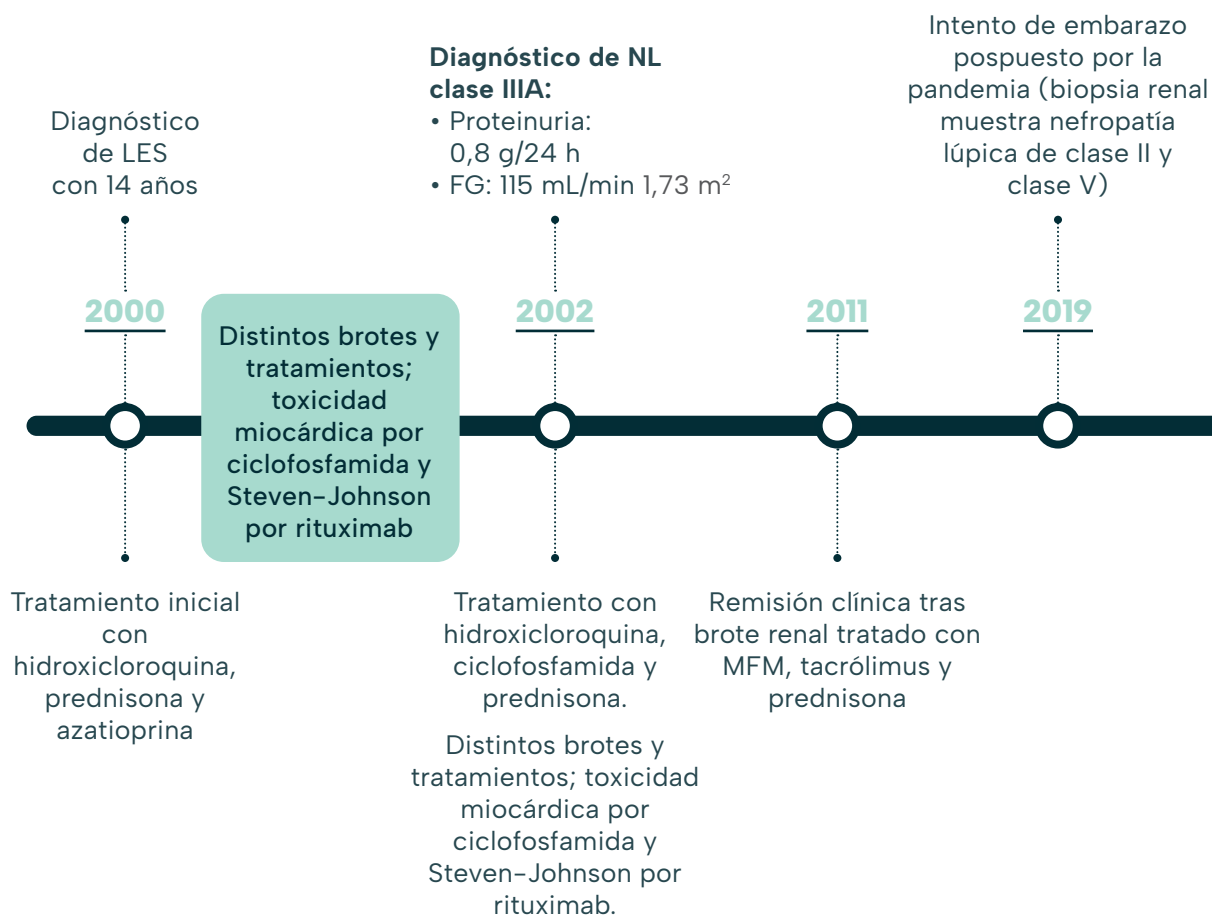 Diagnóstico
de LES
con 14 años
2000
Tratamiento inicial
con
hidroxicloroquina,
prednisona y
azatioprina
Distintos brotes y
tratamientos;
toxicidad
miocárdica por
ciclofosfamida y
Steven-Johnson
por rituximab
Diagnóstico de NL
clase IIIA:
• Proteinuria:
0,8 g/24 h
• FG: 115 mL/min 1,73 m²
2002
Tratamiento con
hidroxicloroquina,
ciclofosfamida y
prednisona.
Distintos brotes y
tratamientos; toxicidad
miocárdica por
ciclofosfamida y
Steven-Johnson por
rituximab.
2011
Remisión clínica tras
brote renal tratado con
MFM, tacrólimus y
prednisona
Intento de embarazo
pospuesto por la
pandemia (biopsia renal
muestra nefropatía
lúpica de clase II y
clase V)
2019